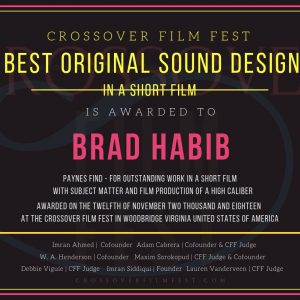 CROSSOVER FILM FEST
BEST ORIGINAL SOUND DESIGN
IN A SHORT FILM
IS AWARDED TO
BRAD HABIB
PAYNES FIND - FOR OUTSTANDING WORK IN A SHORT FILM
WITH SUBJECT MATTER AND FILM PRODUCTION OF A HIGH CALIBER
AWARDED ON THE TWELFTH OF NOVEMBER TWO THOUSAND AND EIGHTEEN
AT THE CROSSOVER FILM FEST IN WOODBRIDGE VIRGINIA UNITED STATES OF AMERICA
Imran Ahmed | Cofounder Adam Cabrera | Cofounder & CFF Judge
W. A. Henderson | Cofounder Maxim Sorokopud | CFF Judge & Cofounder
Debbie Viguie | CFF Judge Imran Siddiqui | Founder Lauren Vanderveen | CFF Judge
CROSSOVERFILMFEST.COM